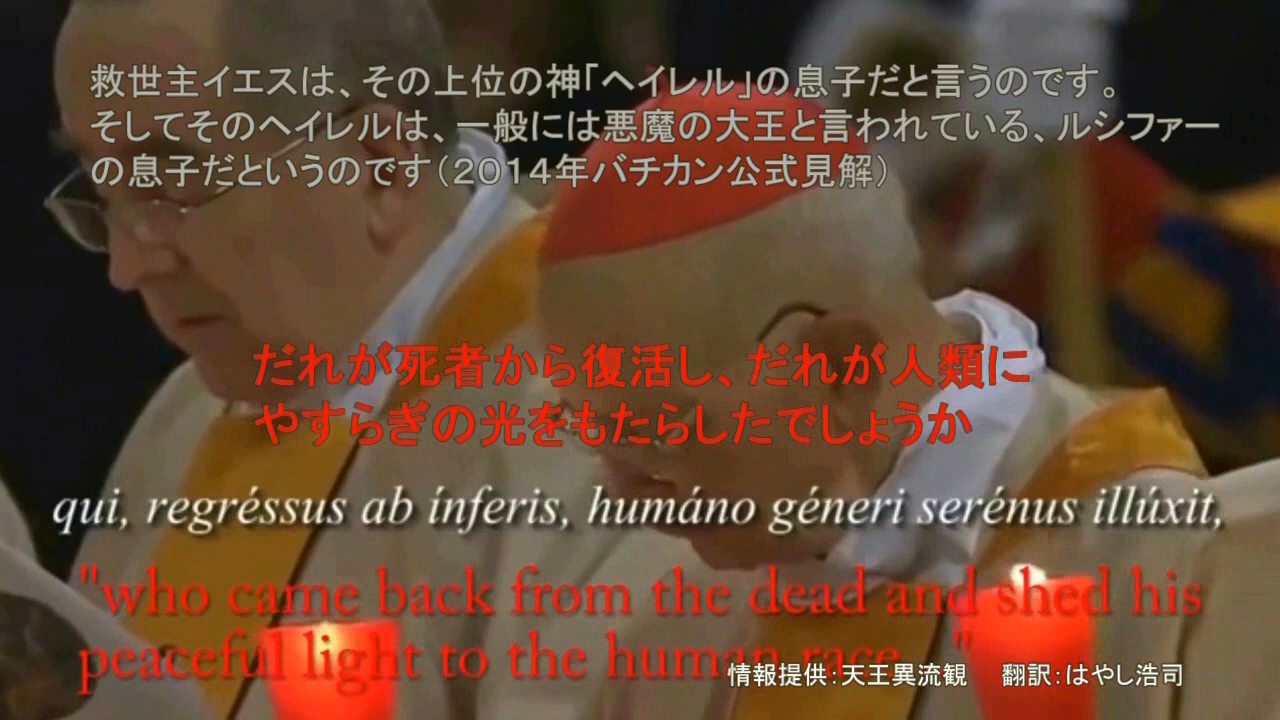 救世主イエスは、その上位の神「ヘイレル」の息子だと言うのです。
そしてそのヘイレルは、一般には悪魔の大王と言われている、ルシファー
の息子だというのです（２０１４年バチカン公式見解）
だれが死者から復活し、だれが人類に
やすらぎの光をもたらしたでしょうか
qui, regréssus ab ínferis, humáno géneri serénus illúxit,
"who came back from the dead and shed his
peaceful light to the human race..."
情報提供：天王異流観　翻訳：はやし浩司